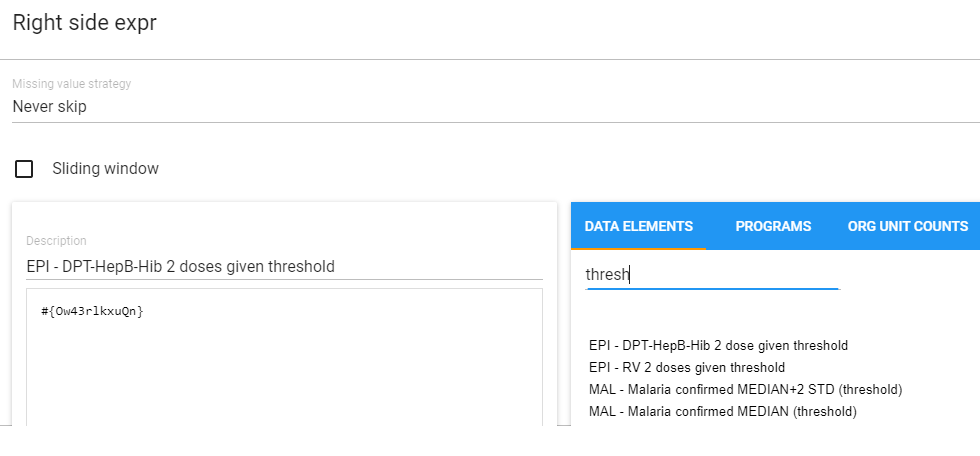 Right side expr
Missing value strategy
Never skip
Sliding window
Description
EPI - DPT-HepB-Hib 2 doses given threshold
#{Ow43rlkxuQn}
DATA ELEMENTS PROGRAMS ORG UNIT COUNTS
thresh
EPI - DPT-HepB-Hib 2 dose given threshold
EPI - RV 2 doses given threshold
MAL - Malaria confirmed MEDIAN+2 STD (threshold)
MAL - Malaria confirmed MEDIAN (threshold)